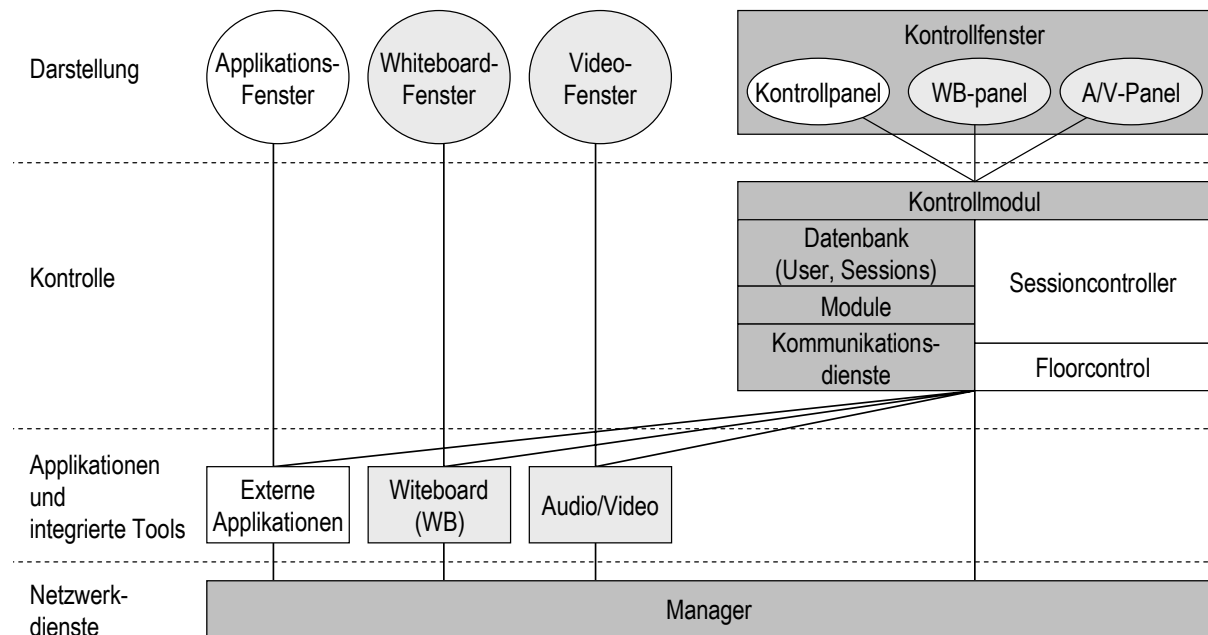 Darstellung
Applikations-
Fenster
Whiteboard-
Fenster
Video-
Fenster
Kontrollfenster
Kontrollpanel
WB-panel
A/V-Panel
Kontrolle
Kontrollmodul
Datenbank
(User, Sessions)
Module
Kommunikations-
dienste
Sessioncontroller
Floorcontrol
Applikationen
und
integrierte Tools
Externe
Applikationen
Witeboard
(WB)
Audio/Video
Netzwerk-
dienste
Manager